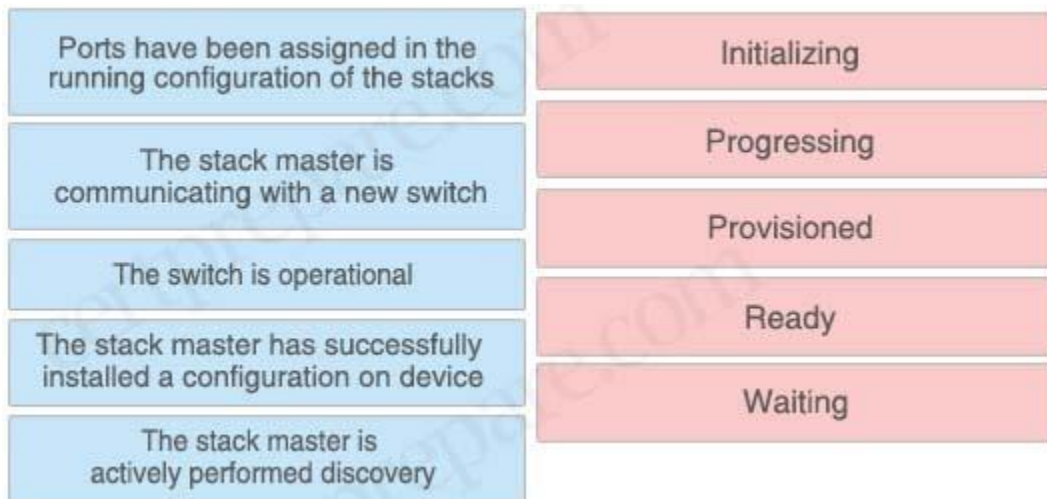 Ports have been assigned in the
running configuration of the stacks
The stack master is
communicating with a new switch
The switch is operational
The stack master has successfully
installed a configuration on device
The stack master is
actively performed discovery
Initializing
Progressing
Provisioned
Ready
Waiting